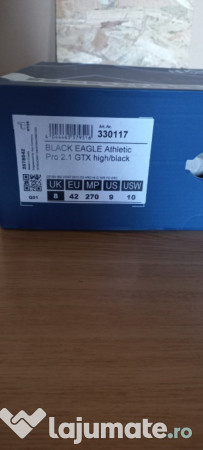 Art.-Nr.
330117
BLACK EAGLE Athletic
Pro 2.1 GTX high/black
UK EU MP US USW
8 42 270 9 10
Q01
Lajumate.ro